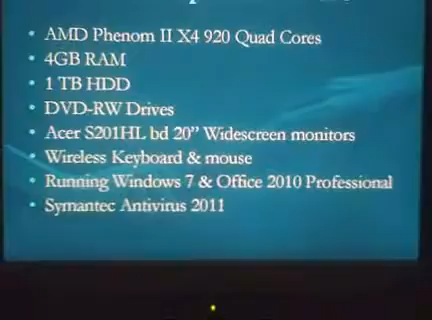 AMD Phenom II X4 920 Quad Cores
4GB RAM
1 TB HDD
DVD-RW Drives
Acer S201HL bd 20” Widescreen monitors
Wireless Keyboard & mouse
Running Windows 7 & Office 2010 Professional
Symantec Antivirus 2011